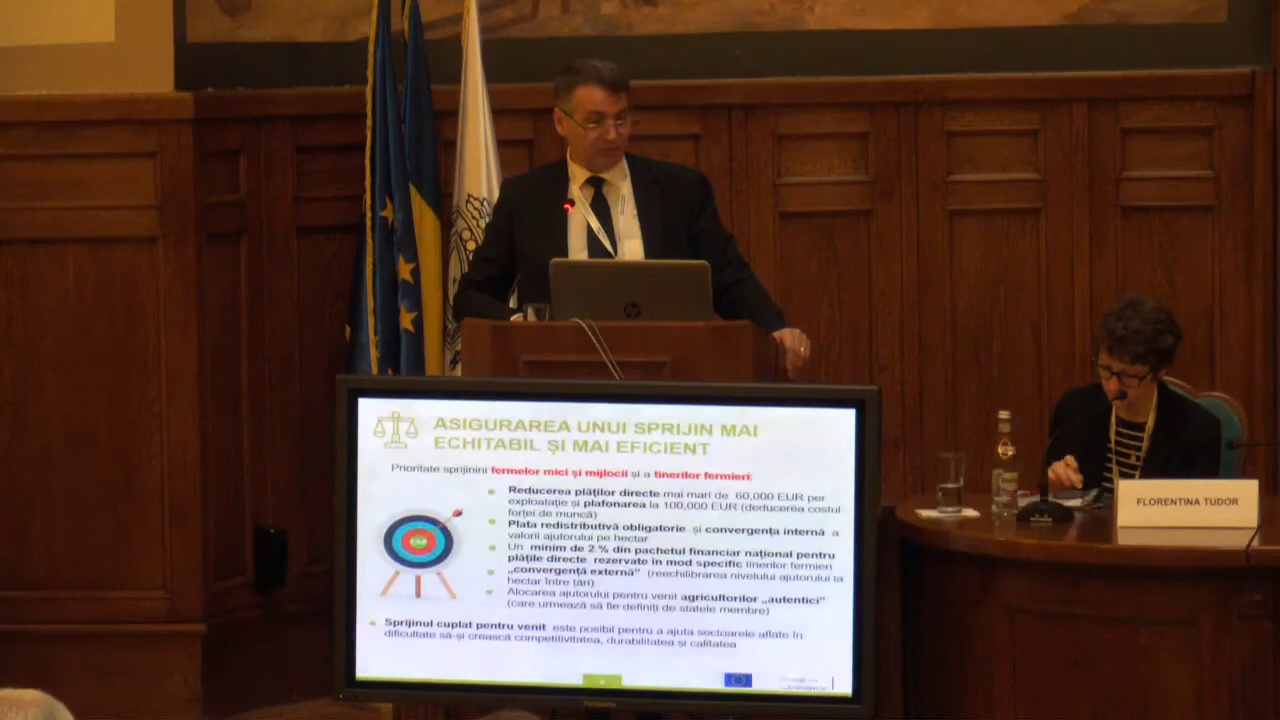 ASIGURAREA UNUI SPRIJIN MAI
ECHITABIL ȘI MAI EFICIENT
Prioritate sprijinini fermelor mici și mijlocii și a tinerilor fermieri:
Reducerea plăților directe mai mari de 60,000 EUR per
exploatație și plafonarea la 100,000 EUR (deducerea costul
forței de muncă)
Plata redistributivă obligatorie și convergența internă a
valorii ajutorului pe hectar
Un minim de 2 % din pachetul financiar național pentru
plățile directe rezervate în mod specific tinerilor fermieri
„convergență externă” (reechilibrarea nivelului ajutorului la
hectar între țări)
Alocarea ajutorului pentru venit agricultorilor „autentici”
(care urmează să fie definiți de statele membre)
Sprijinul cuplat pentru venit este posibil pentru a ajuta sectoarele aflate în
dificultate să-și crească competitivitatea, durabilitatea și calitatea
Panasonic
hp
FLORENTINA TUDOR